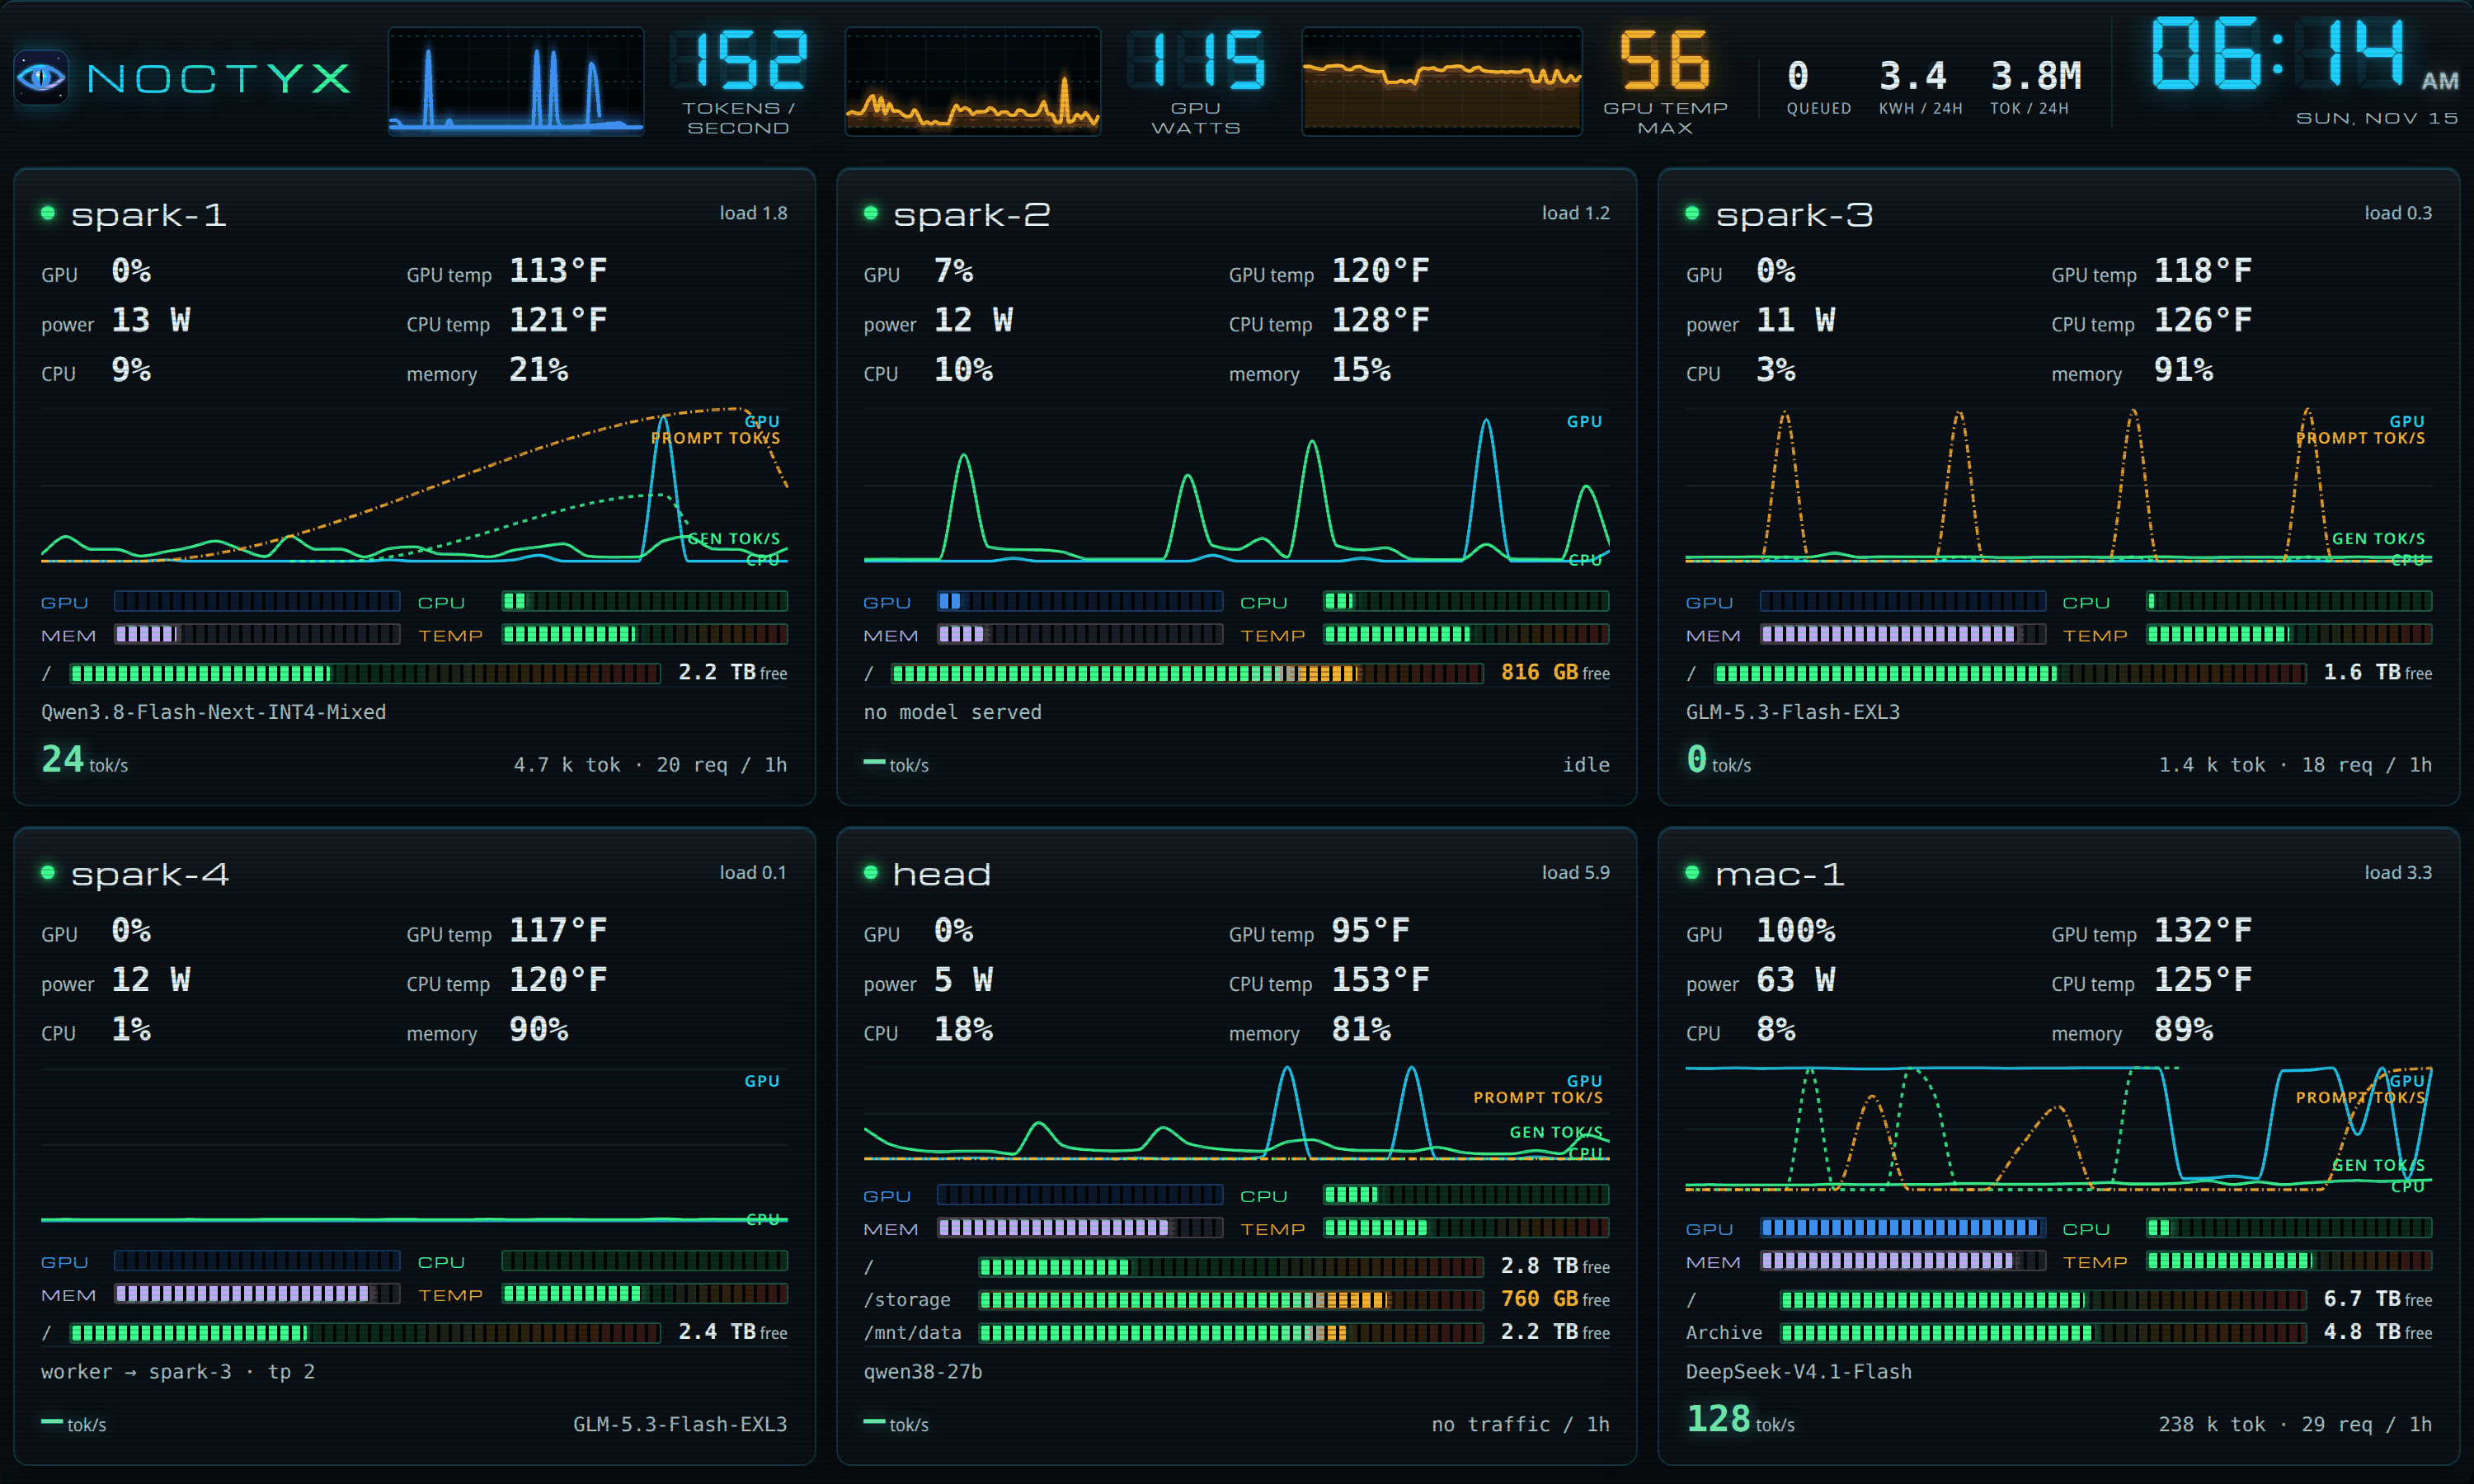 NOCTYX
152
TOKENS /
SECOND
115
GPU
WATTS
56
GPU TEMP
MAX
0
QUEUED
3.4
KWH / 24H
3.8M
TOK / 24H
06:14 AM
SUN, NOV 15
spark-1
load 1.8
GPU 0% GPU temp 113°F
power 13 W CPU temp 121°F
CPU 9% memory 21%
GPU
PROMPT TOK/S
GEN TOK/S
CPU
GPU CPU
MEM TEMP
/ 2.2 TB free
Qwen3.8-Flash-Next-INT4-Mixed
24 tok/s 4.7 k tok · 20 req / 1h
spark-2
load 1.2
GPU 7% GPU temp 120°F
power 12 W CPU temp 128°F
CPU 10% memory 15%
GPU
CPU
GPU CPU
MEM TEMP
/ 816 GB free
no model served
— tok/s idle
spark-3
load 0.3
GPU 0% GPU temp 118°F
power 11 W CPU temp 126°F
CPU 3% memory 91%
GPU
PROMPT TOK/S
GEN TOK/S
CPU
GPU CPU
MEM TEMP
/ 1.6 TB free
GLM-5.3-Flash-EXL3
0 tok/s 1.4 k tok · 18 req / 1h
spark-4
load 0.1
GPU 0% GPU temp 117°F
power 12 W CPU temp 120°F
CPU 1% memory 90%
GPU
CPU
GPU CPU
MEM TEMP
/ 2.4 TB free
worker → spark-3 · tp 2
— tok/s GLM-5.3-Flash-EXL3
head
load 5.9
GPU 0% GPU temp 95°F
power 5 W CPU temp 153°F
CPU 18% memory 81%
GPU
PROMPT TOK/S
GEN TOK/S
CPU
GPU CPU
MEM TEMP
/ 2.8 TB free
/storage 760 GB free
/mnt/data 2.2 TB free
qwen38-27b
— tok/s no traffic / 1h
mac-1
load 3.3
GPU 100% GPU temp 132°F
power 63 W CPU temp 125°F
CPU 8% memory 89%
GPU
PROMPT TOK/S
GEN TOK/S
CPU
GPU CPU
MEM TEMP
/ 6.7 TB free
Archive 4.8 TB free
DeepSeek-V4.1-Flash
128 tok/s 238 k tok · 29 req / 1h